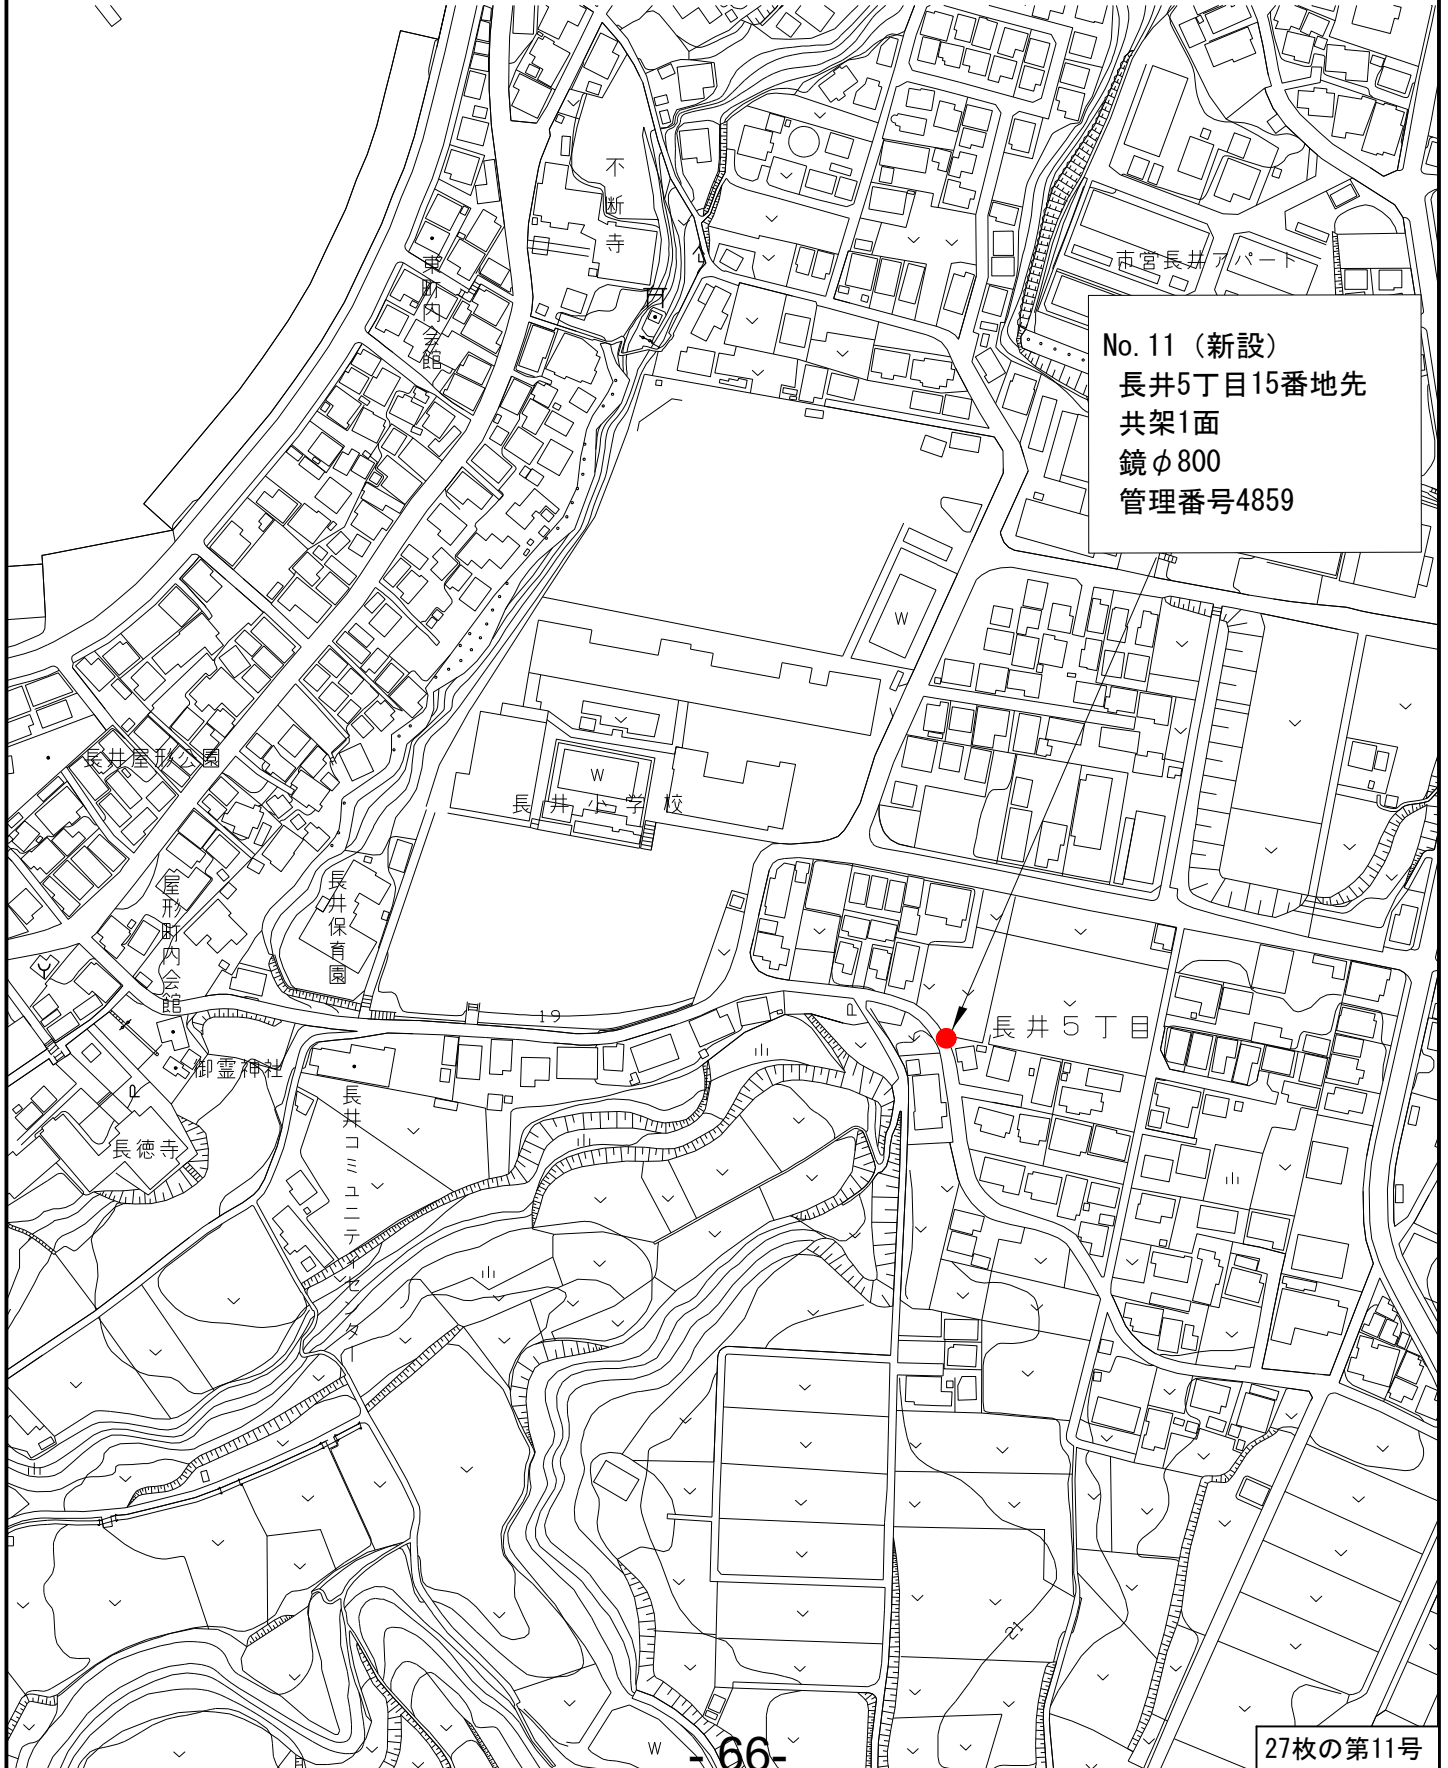 不断寺
東町内会館
市宮長井アパート
No.11（新設）
長井5丁目15番地先
共架1面
鏡φ800
管理番号4859
W
長井屋形公園
W
長井小学校
屋形町内会館
長井保育園
19
長井5丁目
御霊神社
長徳寺
長井コミュニティーセンター
21
W
-66-
27枚の第11号